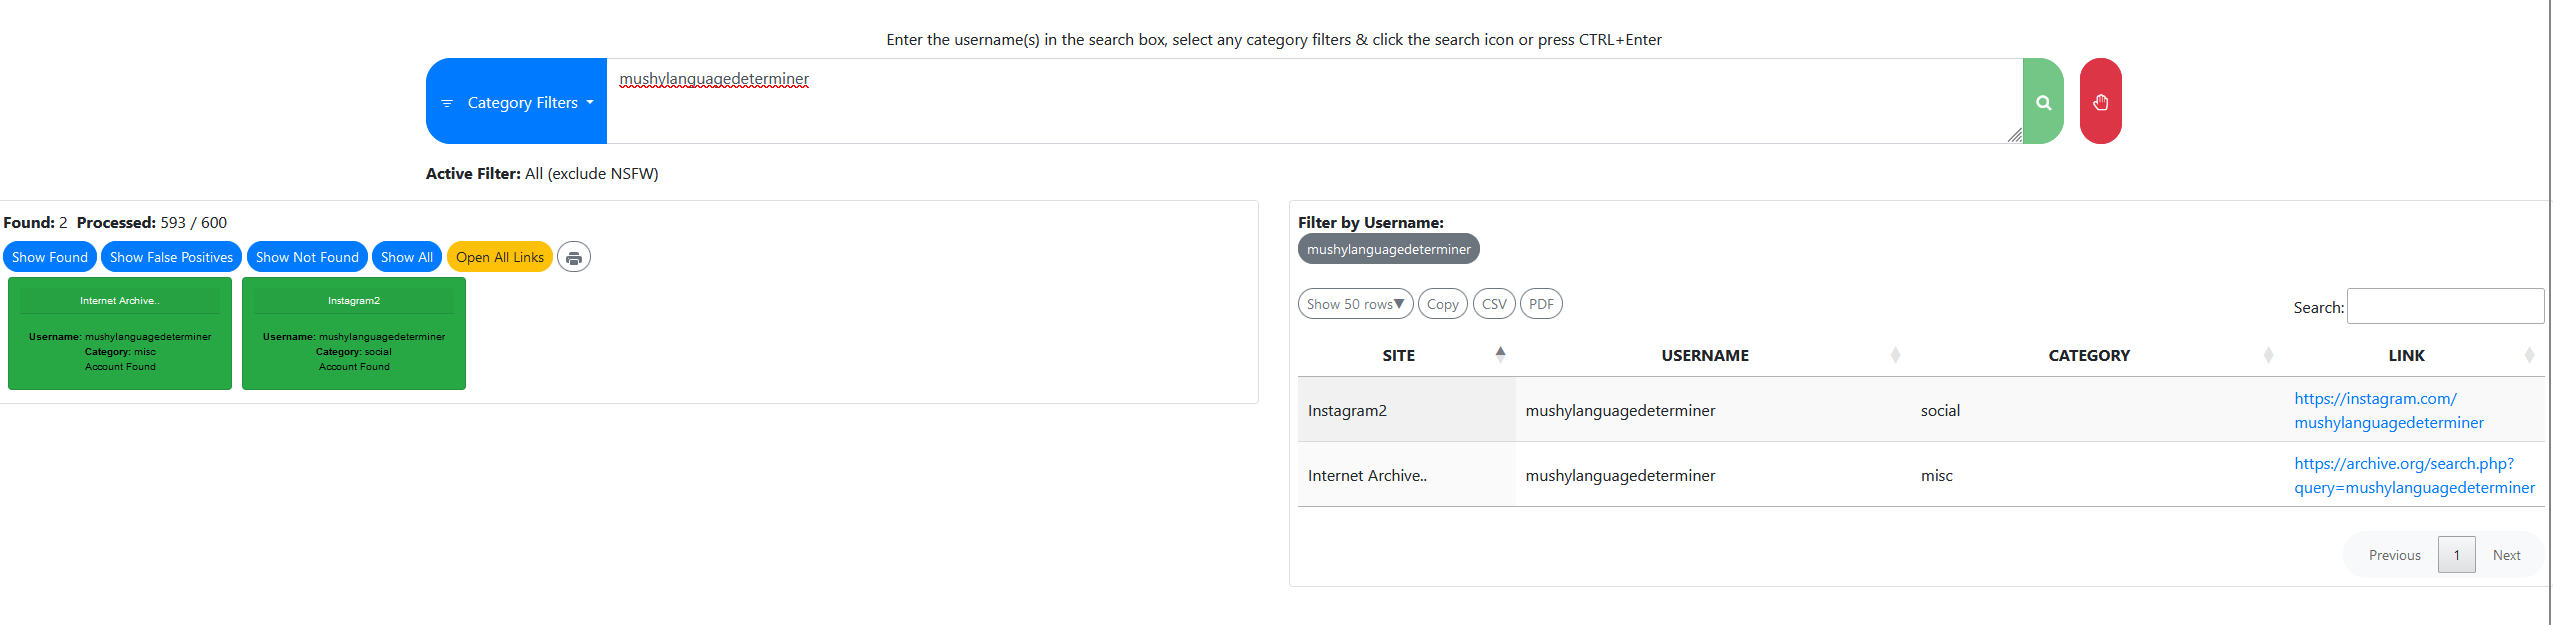 Enter the username(s) in the search box, select any category filters & click the search icon or press CTRL+Enter
Category Filters
mushylanguagedeterminer
Active Filter: All (exclude NSFW)
Found: 2 Processed: 593 / 600
Show Found Show False Positives Show Not Found Show All Open All Links
Internet Archive..
Username: mushylanguagedeterminer
Category: misc
Account Found
Instagram2
Username: mushylanguagedeterminer
Category: social
Account Found
Filter by Username:
mushylanguagedeterminer
Show 50 rows▼ Copy CSV PDF
Search:
SITE USERNAME CATEGORY LINK
Instagram2 mushylanguagedeterminer social https://instagram.com/
mushylanguagedeterminer
Internet Archive.. mushylanguagedeterminer misc https://archive.org/search.php?
query=mushylanguagedeterminer
Previous 1 Next